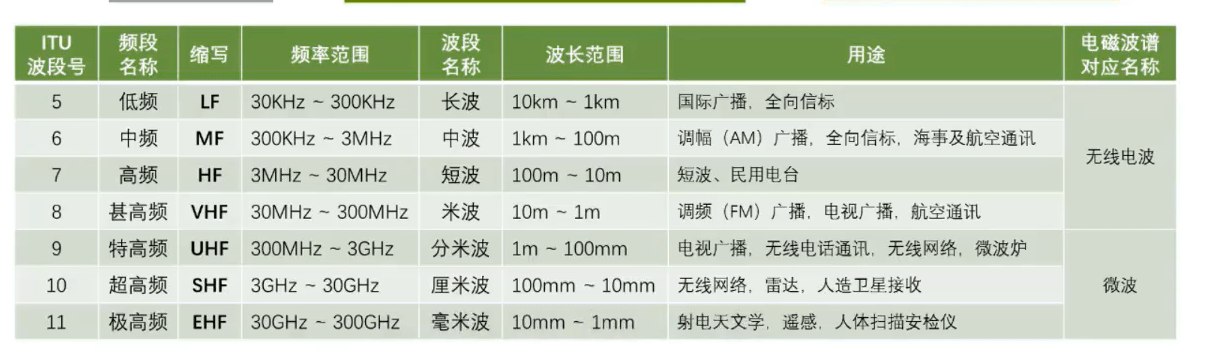 ITU 波段号 频段名称 缩写 频率范围 波段名称 波长范围 用途 电磁波谱对应名称
5 低频 LF 30KHz ~ 300KHz 长波 10km ~ 1km 国际广播，全向信标
6 中频 MF 300KHz ~ 3MHz 中波 1km ~ 100m 调幅（AM）广播，全向信标，海事及航空通讯
无线电波
7 高频 HF 3MHz ~ 30MHz 短波 100m ~ 10m 短波、民用电台
8 甚高频 VHF 30MHz ~ 300MHz 米波 10m ~ 1m 调频（FM）广播，电视广播，航空通讯
9 特高频 UHF 300MHz ~ 3GHz 分米波 1m ~ 100mm 电视广播，无线电话通讯，无线网络，微波炉
10 超高频 SHF 3GHz ~ 30GHz 厘米波 100mm ~ 10mm 无线网络，雷达，人造卫星接收 微波
11 极高频 EHF 30GHz ~ 300GHz 毫米波 10mm ~ 1mm 射电天文学，遥感，人体扫描安检仪